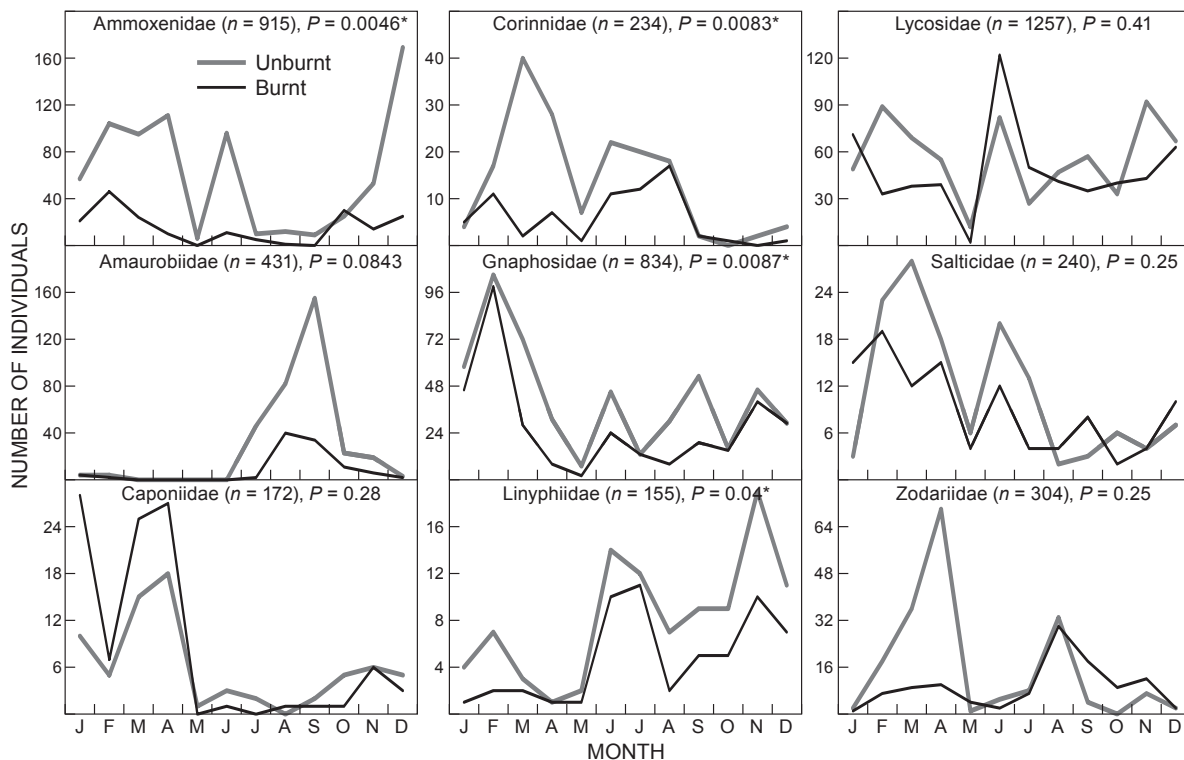 Ammoxenidae (n = 915), P = 0.0046*
Unburnt
Burnt
160
120
80
40
Corinnidae (n = 234), P = 0.0083*
40
30
20
10
Lycosidae (n = 1257), P = 0.41
120
90
60
30
NUMBER OF INDIVIDUALS
Amaurobiidae (n = 431), P = 0.0843
160
120
80
40
Gnaphosidae (n = 834), P = 0.0087*
96
72
48
24
Salticidae (n = 240), P = 0.25
24
18
12
6
Caponiidae (n = 172), P = 0.28
24
18
12
6
J F M A M J J A S O N D
Linyphiidae (n = 155), P = 0.04*
16
12
8
4
J F M A M J J A S O N D
Zodariidae (n = 304), P = 0.25
64
48
32
16
J F M A M J J A S O N D
MONTH